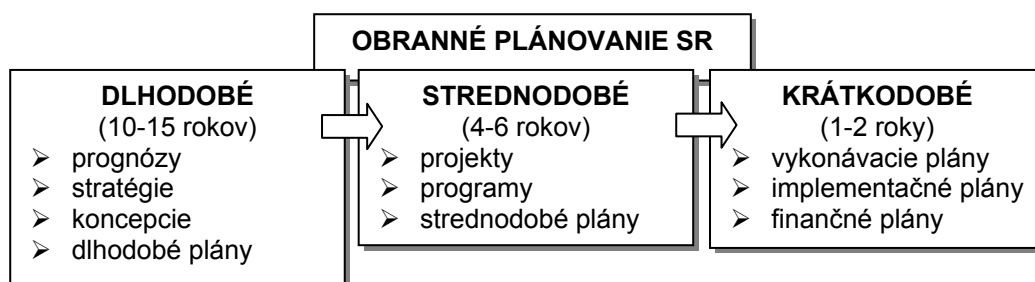 OBRANNÉ PLÁNOVANIE SR
DLHODOBÉ
(10-15 rokov)
➢ prognózy
➢ stratégie
➢ koncepcie
➢ dlhodobé plány
STREDNODOBÉ
(4-6 rokov)
➢ projekty
➢ programy
➢ strednodobé plány
KRÁTKODOBÉ
(1-2 roky)
➢ vykonávacie plány
➢ implementačné plány
➢ finančné plány